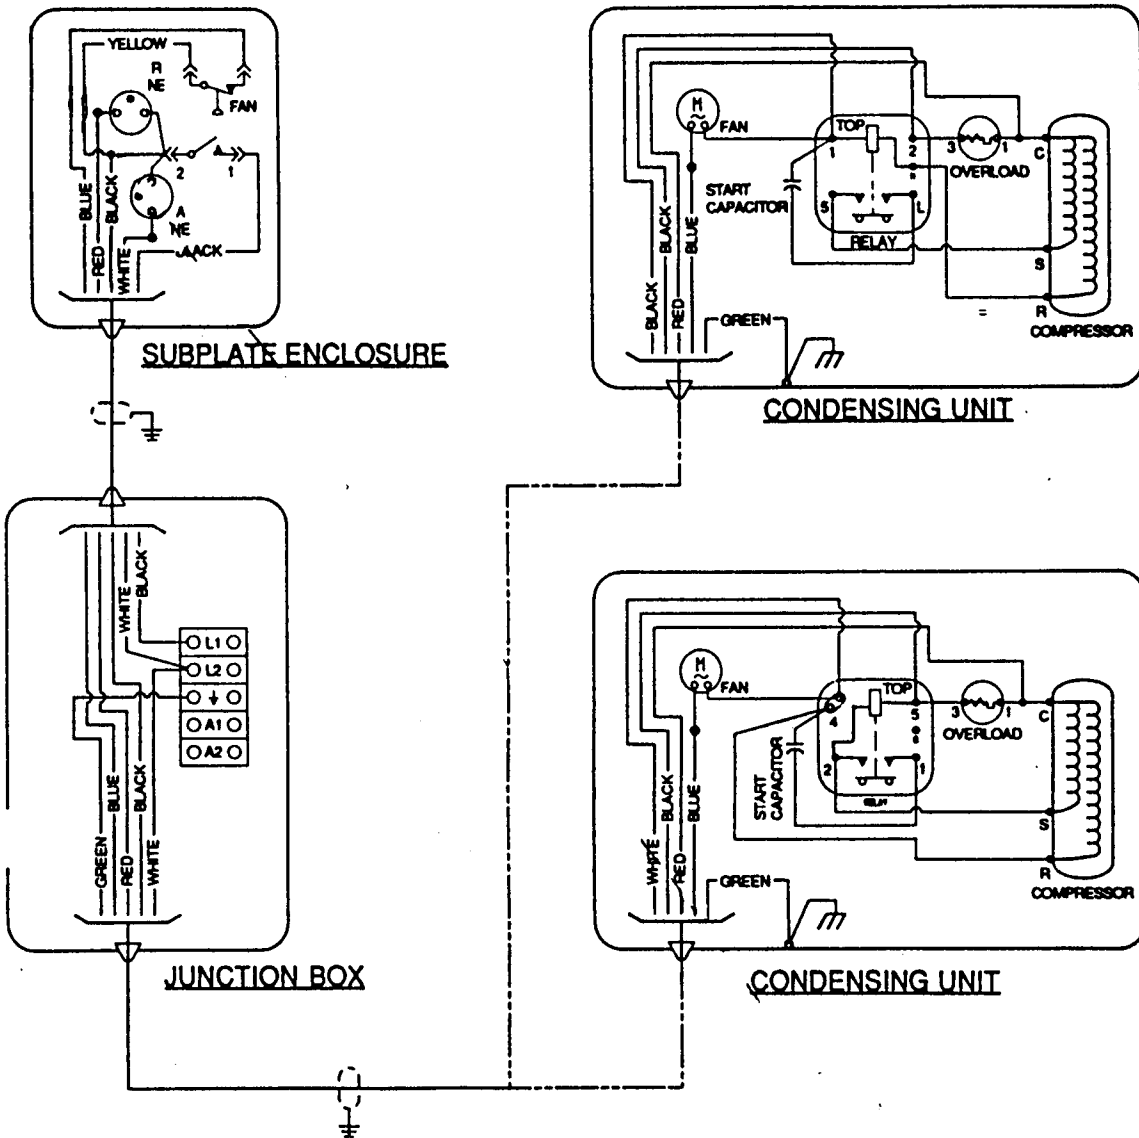 YELLOW
R
NE
FAN
2
1
A
NE
BLUE
RED
BLACK
WHITE
SUBPLATE ENCLOSURE
BLACK
WHITE
L1
L2
A1
A2
GREEN
BLUE
RED
BLACK
WHITE
JUNCTION BOX
M
~
FAN
TOP
1
2
3
1
C
OVERLOAD
START
CAPACITOR
S
L
RELAY
S
R
COMPRESSOR
BLACK
BLACK
RED
BLUE
GREEN
CONDENSING UNIT
M
~
FAN
TOP
4
5
3
1
C
OVERLOAD
START
CAPACITOR
2
1
RELAY
S
R
COMPRESSOR
WHITE
BLACK
RED
BLUE
GREEN
CONDENSING UNIT